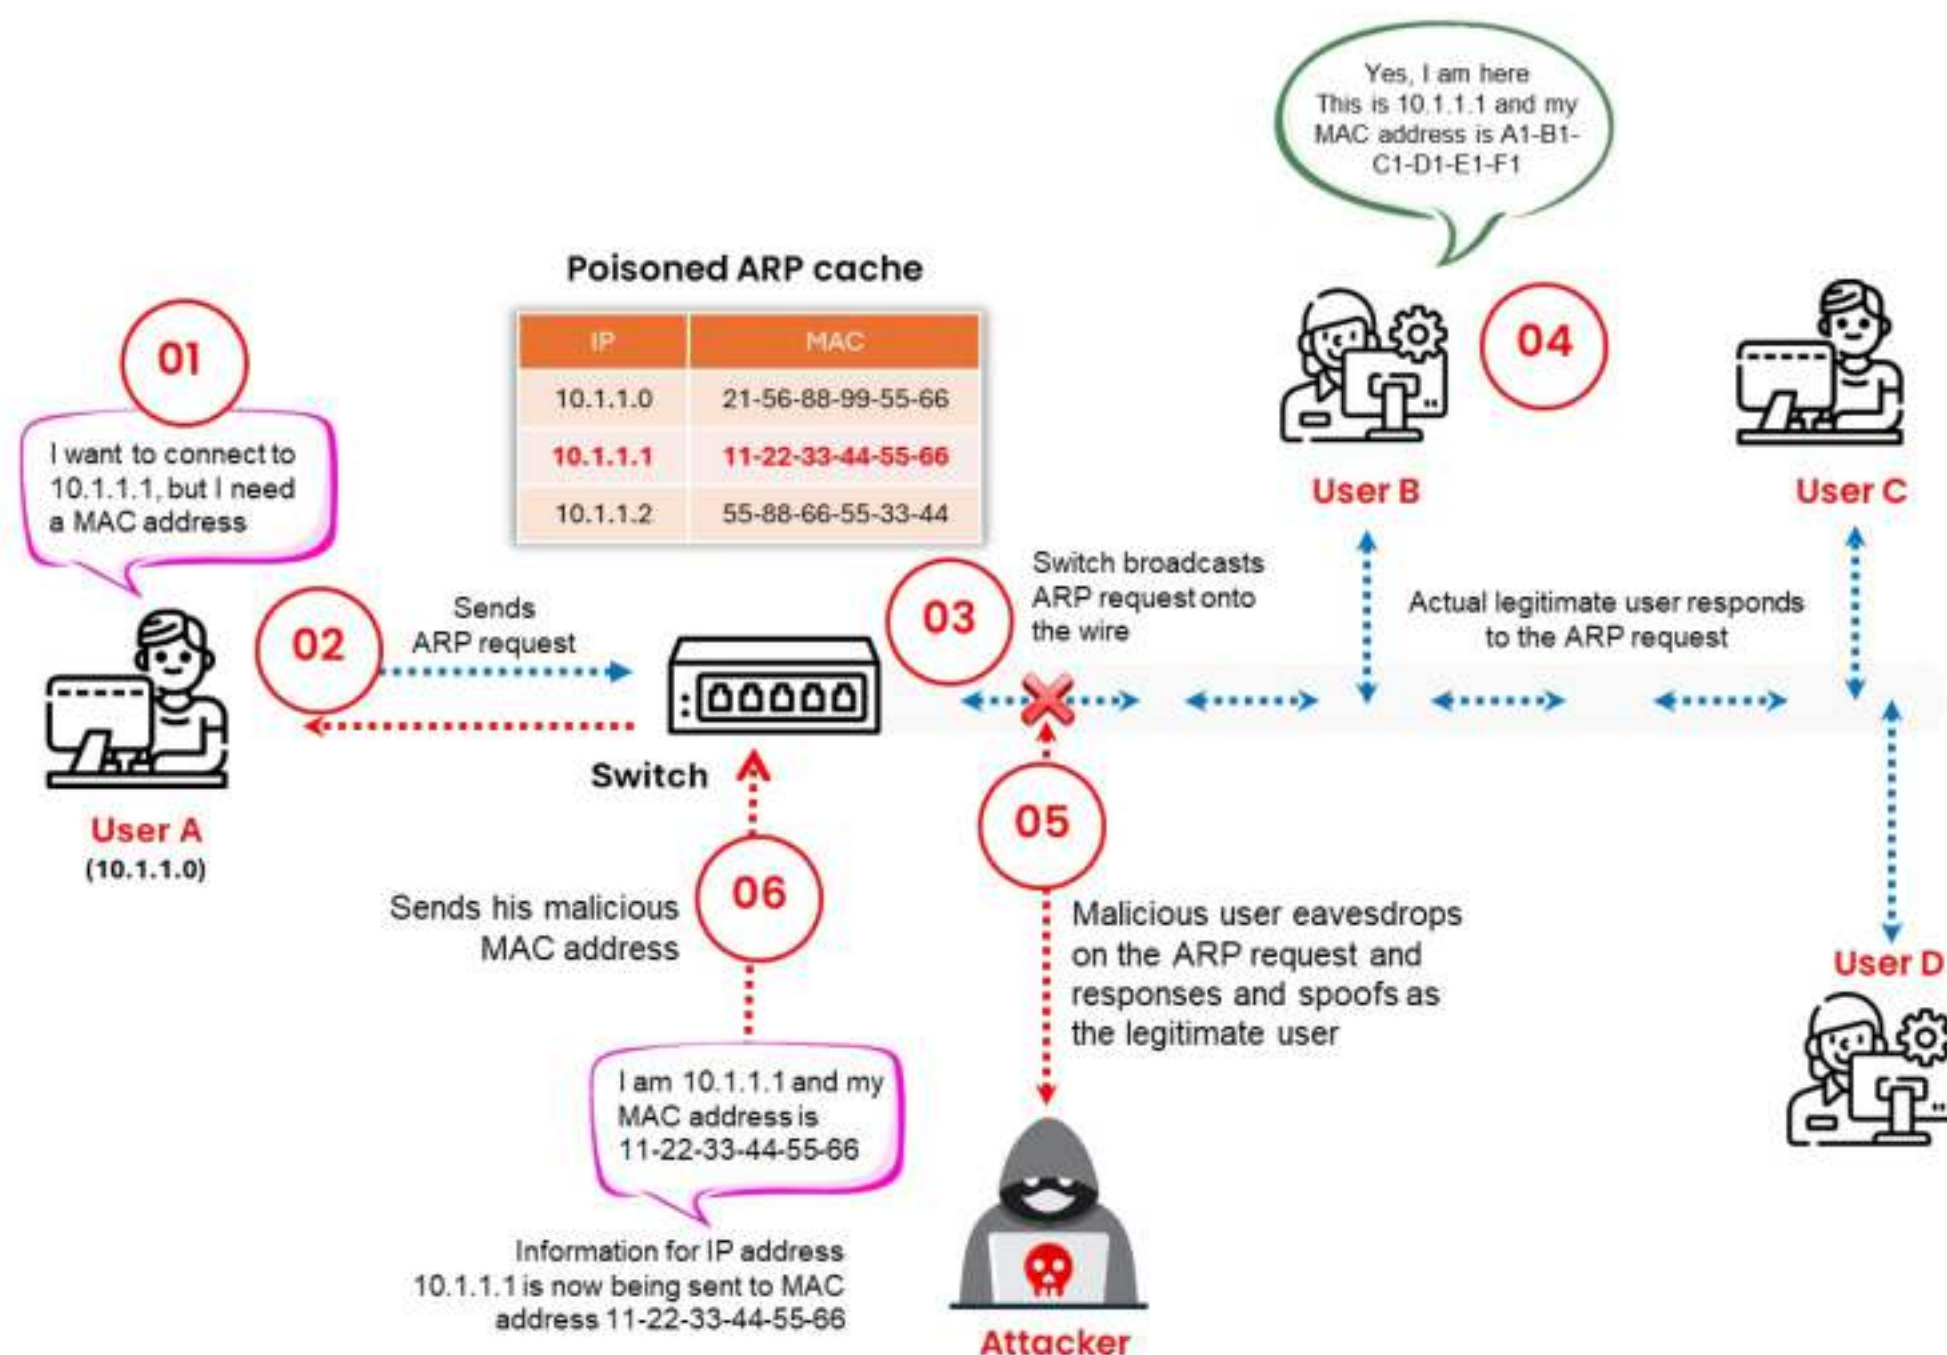 Yes, I am here
This is 10.1.1.1 and my
MAC address is A1-B1-
C1-D1-E1-F1
Poisoned ARP cache
IP MAC
10.1.1.0 21-56-88-99-55-66
10.1.1.1 11-22-33-44-55-66
10.1.1.2 55-88-66-55-33-44
01
I want to connect to
10.1.1.1, but I need
a MAC address
04
User B
User C
02
Sends
ARP request
03
Switch broadcasts
ARP request onto
the wire
Actual legitimate user responds
to the ARP request
Switch
User A
(10.1.1.0)
05
06
Sends his malicious
MAC address
Malicious user eavesdrops
on the ARP request and
responses and spoofs as
the legitimate user
User D
I am 10.1.1.1 and my
MAC address is
11-22-33-44-55-66
Information for IP address
10.1.1.1 is now being sent to MAC
address 11-22-33-44-55-66
Attacker